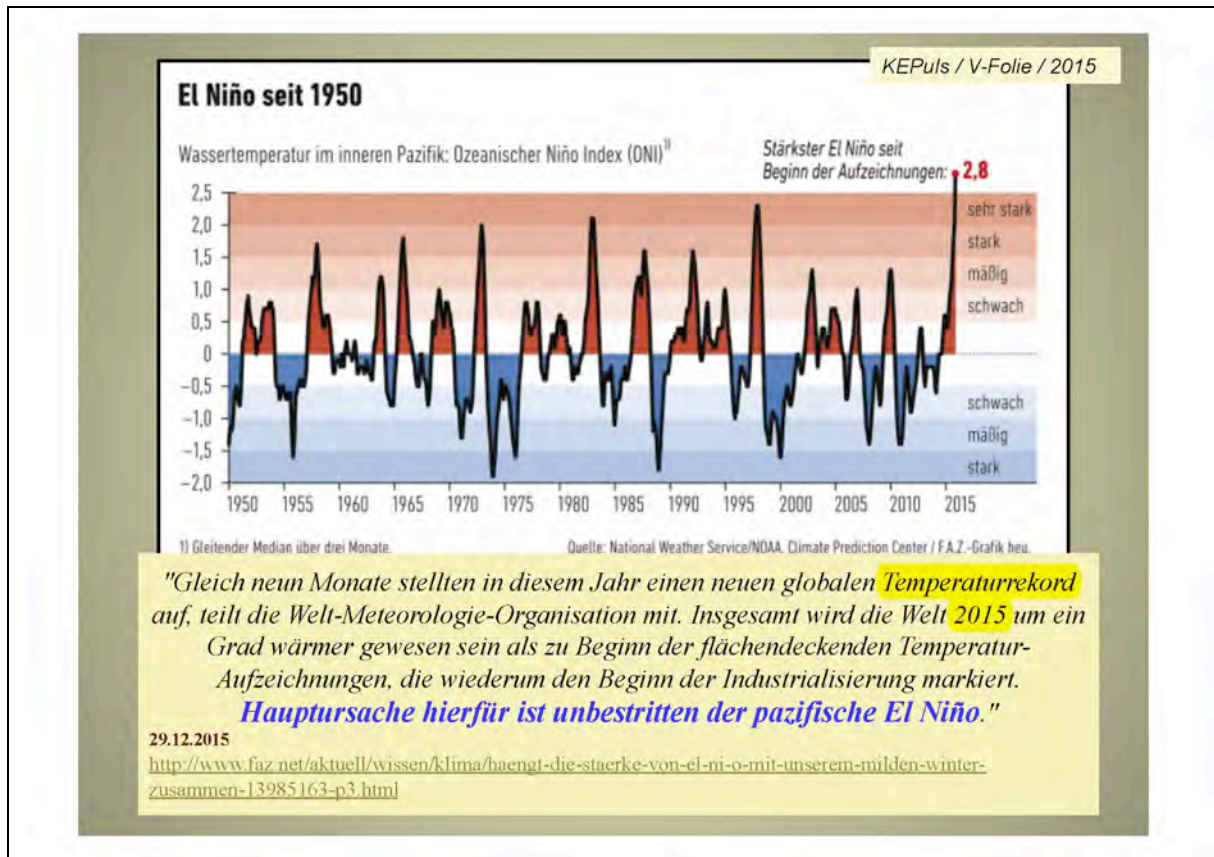 KEPuls / V-Folie / 2015
El Niño seit 1950
Wassertemperatur im inneren Pazifik: Ozeanischer Niño Index (ONI)¹⁾
Stärkster El Niño seit
Beginn der Aufzeichnungen: 2,8
2,5
sehr stark
2,0
stark
1,5
mäßig
1,0
schwach
0,5
0
−0,5
schwach
−1,0
mäßig
−1,5
stark
−2,0
1950 1955 1960 1965 1970 1975 1980 1985 1990 1995 2000 2005 2010 2015
1) Gleitender Median über drei Monate. Quelle: National Weather Service/NOAA, Climate Prediction Center / F.A.Z.-Grafik heu.
"Gleich neun Monate stellten in diesem Jahr einen neuen globalen Temperaturrekord
auf, teilt die Welt-Meteorologie-Organisation mit. Insgesamt wird die Welt 2015 um ein
Grad wärmer gewesen sein als zu Beginn der flächendeckenden Temperatur-
Aufzeichnungen, die wiederum den Beginn der Industrialisierung markiert.
Hauptursache hierfür ist unbestritten der pazifische El Niño."
29.12.2015
http://www.faz.net/aktuell/wissen/klima/haengt-die-staerke-von-el-ni-o-mit-unserem-milden-winter-
zusammen-13985163-p3.html